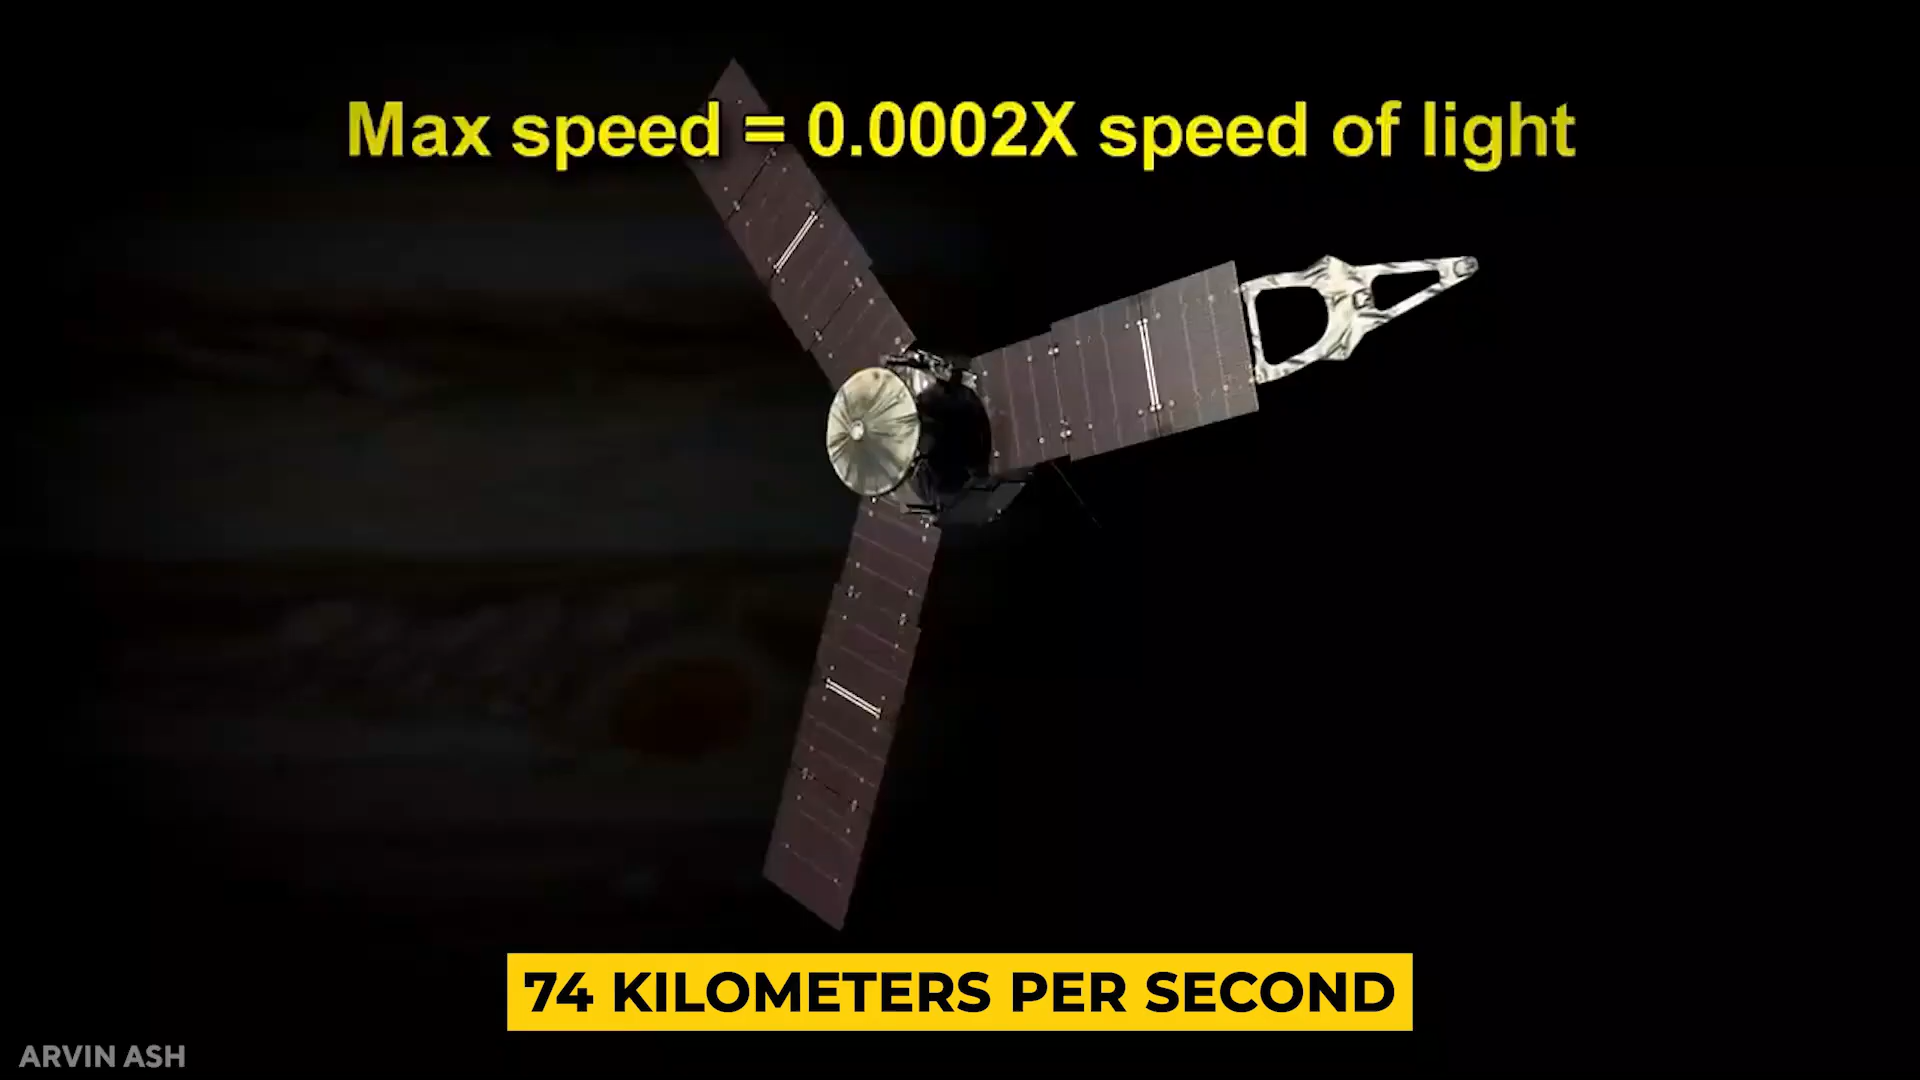 Max speed = 0.0002X speed of light
74 KILOMETERS PER SECOND
ARVIN ASH